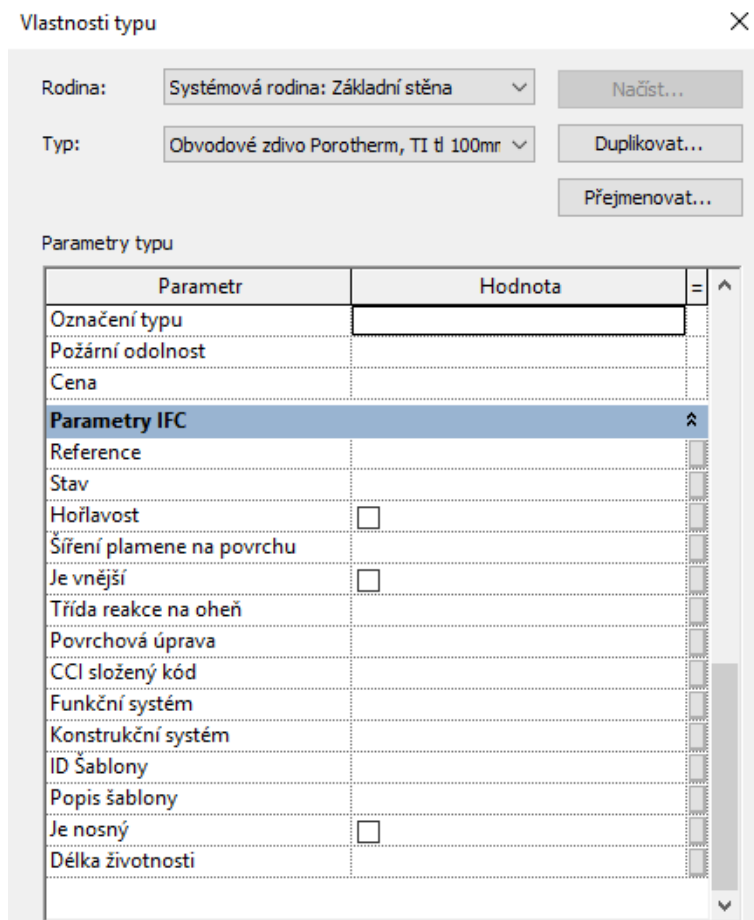 Vlastnosti typu
Rodina: Systémová rodina: Základní stěna Načíst...
Typ: Obvodové zdivo Porotherm, TI tl 100mm Duplikovat...
Přejmenovat...
Parametry typu
Parametr Hodnota =
Označení typu
Požární odolnost
Cena
Parametry IFC
Reference
Stav
Hořlavost
Šíření plamene na povrchu
Je vnější
Třída reakce na oheň
Povrchová úprava
CCI složený kód
Funkční systém
Konstrukční systém
ID Šablony
Popis šablony
Je nosný
Délka životnosti